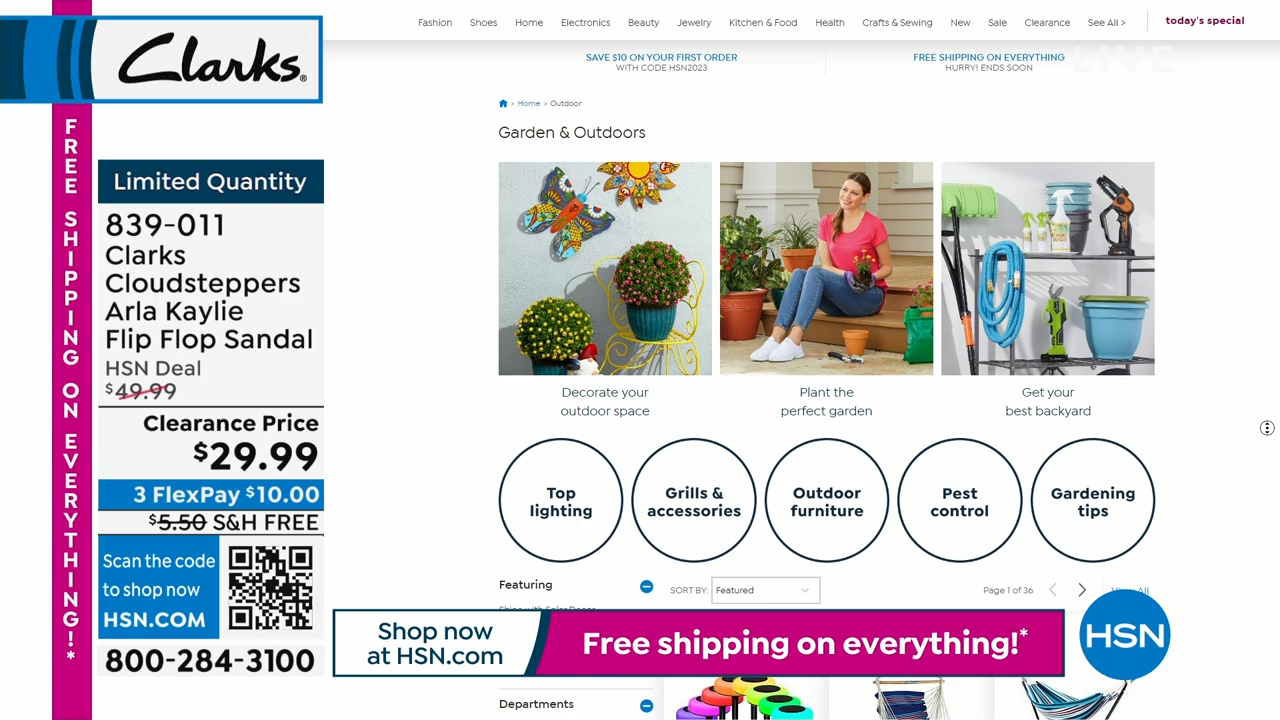 Clarks®
FREE SHIPPING ON EVERYTHING!*
Limited Quantity
839-011
Clarks
Cloudsteppers
Arla Kaylie
Flip Flop Sandal
HSN Deal
$49.99
Clearance Price
$29.99
3 FlexPay $10.00
$5.50 S&H FREE
Scan the code
to shop now
HSN.COM
800-284-3100
Fashion Shoes Home Electronics Beauty Jewelry Kitchen & Food Health Crafts & Sewing New Sale Clearance See All > today's special
SAVE $10 ON YOUR FIRST ORDER
WITH CODE HSN2023
FREE SHIPPING ON EVERYTHING
HURRY! ENDS SOON
LIVE
> Home > Outdoor
Garden & Outdoors
Decorate your
outdoor space
Plant the
perfect garden
Get your
best backyard
Top
lighting
Grills &
accessories
Outdoor
furniture
Pest
control
Gardening
tips
Featuring
SORT BY: Featured
Page 1 of 36
View All
Shop now
at HSN.com
Free shipping on everything!*
HSN
Departments